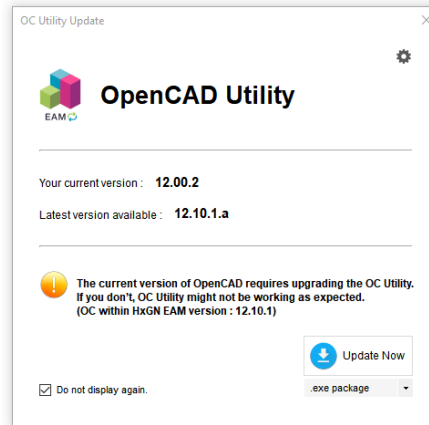 OC Utility Update
OpenCAD Utility
EAM
Your current version : 12.00.2
Latest version available : 12.10.1.a
The current version of OpenCAD requires upgrading the OC Utility.
If you don't, OC Utility might not be working as expected.
(OC within HxGN EAM version : 12.10.1)
Update Now
Do not display again.
.exe package